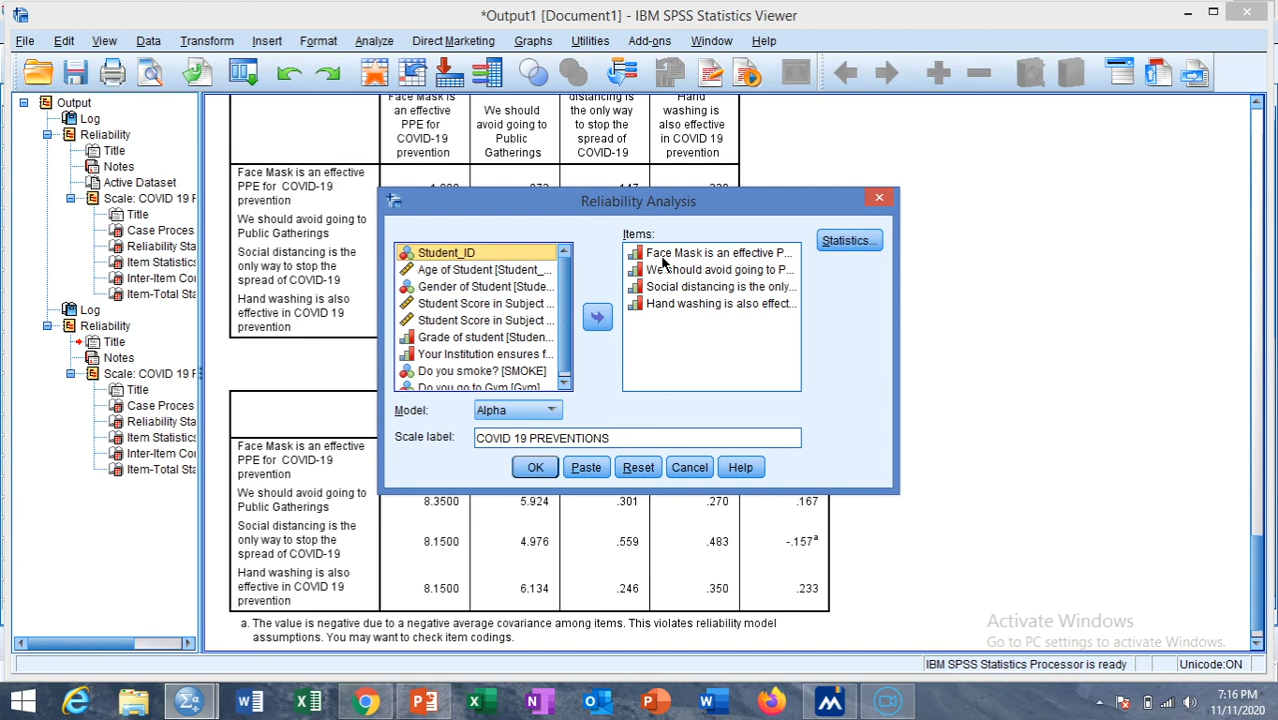 *Output1 [Document1] - IBM SPSS Statistics Viewer
File Edit View Data Transform Insert Format Analyze Direct Marketing Graphs Utilities Add-ons Window Help
Output
Log
Reliability
Title
Notes
Active Dataset
Scale: COVID 19 F
Title
Case Proces
Reliability Sta
Item Statistics
Inter-Item Cor
Item-Total Sta
Log
Reliability
Title
Notes
Scale: COVID 19 F
Title
Case Proces
Reliability Sta
Item Statistics
Inter-Item Cor
Item-Total Sta
Face Mask is
an effective
PPE for
COVID-19
prevention
We should
avoid going to
Public
Gatherings
distancing is
the only way
to stop the
spread of
COVID-19
Hand
washing is
also effective
in COVID 19
prevention
Face Mask is an effective
PPE for COVID-19
prevention
We should avoid going to
Public Gatherings
Social distancing is the
only way to stop the
spread of COVID-19
Hand washing is also
effective in COVID 19
prevention
Reliability Analysis
Student_ID
Age of Student [Student_...
Gender of Student [Stude...
Student Score in Subject ...
Student Score in Subject ...
Grade of student [Studen...
Your Institution ensures f...
Do you smoke? [SMOKE]
Do you go to Gym [Gym]
Items:
Face Mask is an effective P...
We should avoid going to P...
Social distancing is the only...
Hand washing is also effect...
Statistics...
Model: Alpha
Scale label: COVID 19 PREVENTIONS
OK Paste Reset Cancel Help
Face Mask is an effective
PPE for COVID-19
prevention
We should avoid going to
Public Gatherings
8.3500 5.924 .301 .270 .167
Social distancing is the
only way to stop the
spread of COVID-19
8.1500 4.976 .559 .483 -.157a
Hand washing is also
effective in COVID 19
prevention
8.1500 6.134 .246 .350 .233
a. The value is negative due to a negative average covariance among items. This violates reliability model
assumptions. You may want to check item codings.
Activate Windows
Go to PC settings to activate Windows.
IBM SPSS Statistics Processor is ready Unicode:ON
7:16 PM
11/11/2020